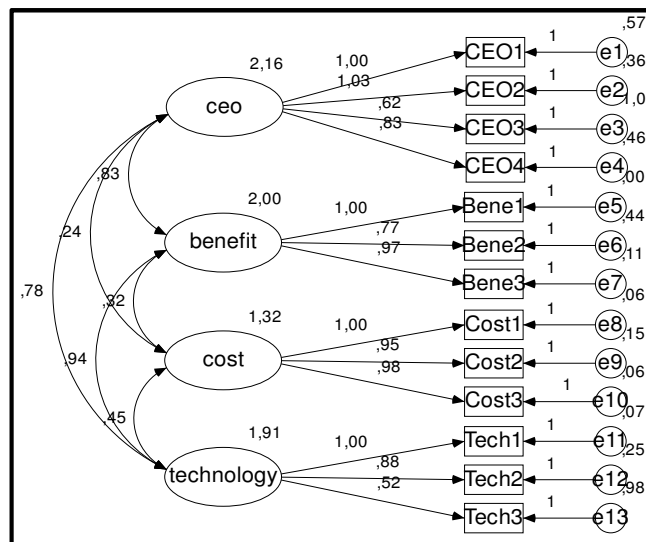 ,57
1
2,16 1,00 CEO1 e1
,36
1,03 1
ceo CEO2 e2
,62 1,0
1
,83 CEO3 e3
,46
1
CEO4 e4
,83 ,00
2,00 1,00 1
Bene1 e5
,77 ,44
,24 benefit 1
,97 Bene2 e6
,11
1
Bene3 e7
,78 ,32 ,06
1,32 1,00 1
Cost1 e8
,95 ,15
,94 cost 1
,98 Cost2 e9
,06
1
Cost3 e10
,45 ,07
1,91 1,00 1
Tech1 e11
,88 ,25
technology 1
,52 Tech2 e12
,98
1
Tech3 e13